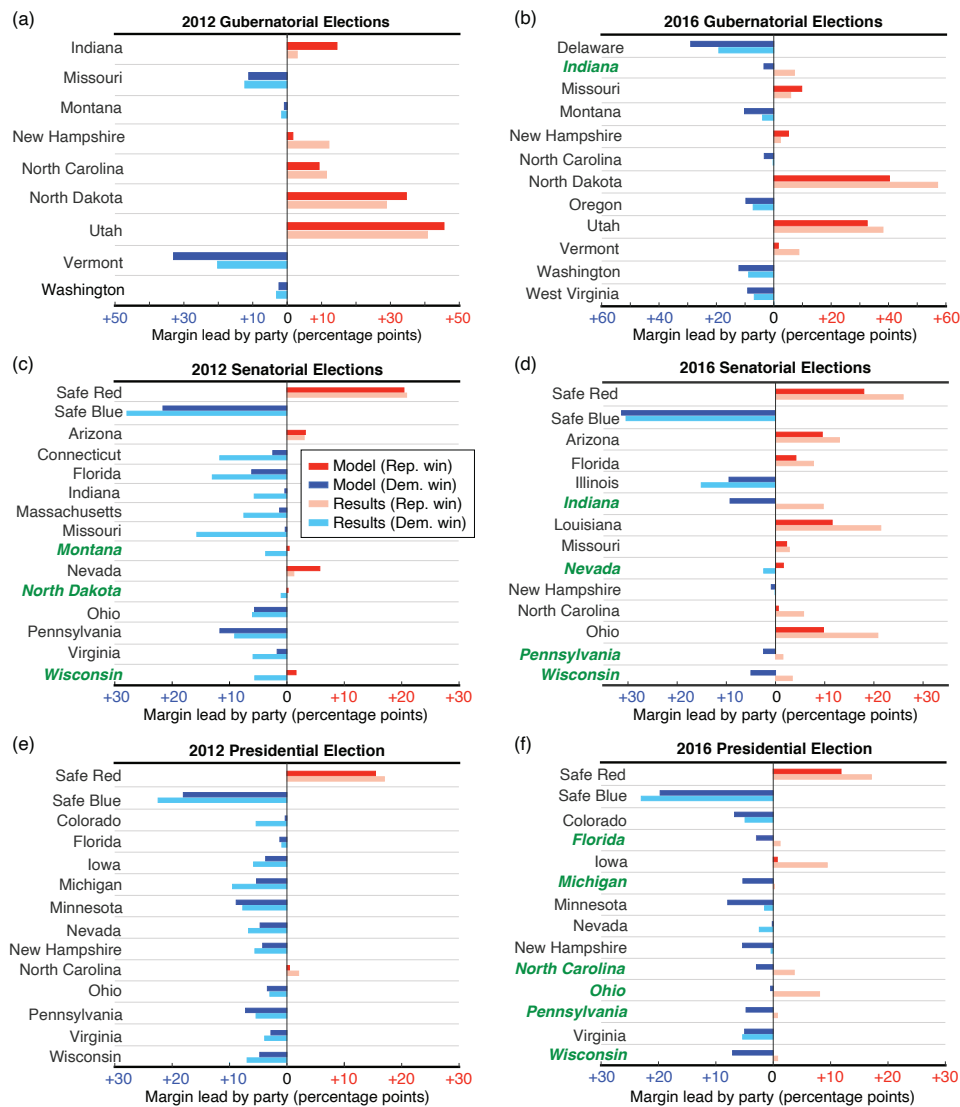 (a)
2012 Gubernatorial Elections
Indiana
Missouri
Montana
New Hampshire
North Carolina
North Dakota
Utah
Vermont
Washington
+50 +30 +10 0 +10 +30 +50
Margin lead by party (percentage points)
(b)
2016 Gubernatorial Elections
Delaware
Indiana
Missouri
Montana
New Hampshire
North Carolina
North Dakota
Oregon
Utah
Vermont
Washington
West Virginia
+60 +40 +20 0 +20 +40 +60
Margin lead by party (percentage points)
(c)
2012 Senatorial Elections
Safe Red
Safe Blue
Arizona
Connecticut
Florida
Indiana
Massachusetts
Missouri
Montana
Nevada
North Dakota
Ohio
Pennsylvania
Virginia
Wisconsin
Model (Rep. win)
Model (Dem. win)
Results (Rep. win)
Results (Dem. win)
+30 +20 +10 0 +10 +20 +30
Margin lead by party (percentage points)
(d)
2016 Senatorial Elections
Safe Red
Safe Blue
Arizona
Florida
Illinois
Indiana
Louisiana
Missouri
Nevada
New Hampshire
North Carolina
Ohio
Pennsylvania
Wisconsin
+30 +20 +10 0 +10 +20 +30
Margin lead by party (percentage points)
(e)
2012 Presidential Election
Safe Red
Safe Blue
Colorado
Florida
Iowa
Michigan
Minnesota
Nevada
New Hampshire
North Carolina
Ohio
Pennsylvania
Virginia
Wisconsin
+30 +20 +10 0 +10 +20 +30
Margin lead by party (percentage points)
(f)
2016 Presidential Election
Safe Red
Safe Blue
Colorado
Florida
Iowa
Michigan
Minnesota
Nevada
New Hampshire
North Carolina
Ohio
Pennsylvania
Virginia
Wisconsin
+30 +20 +10 0 +10 +20 +30
Margin lead by party (percentage points)